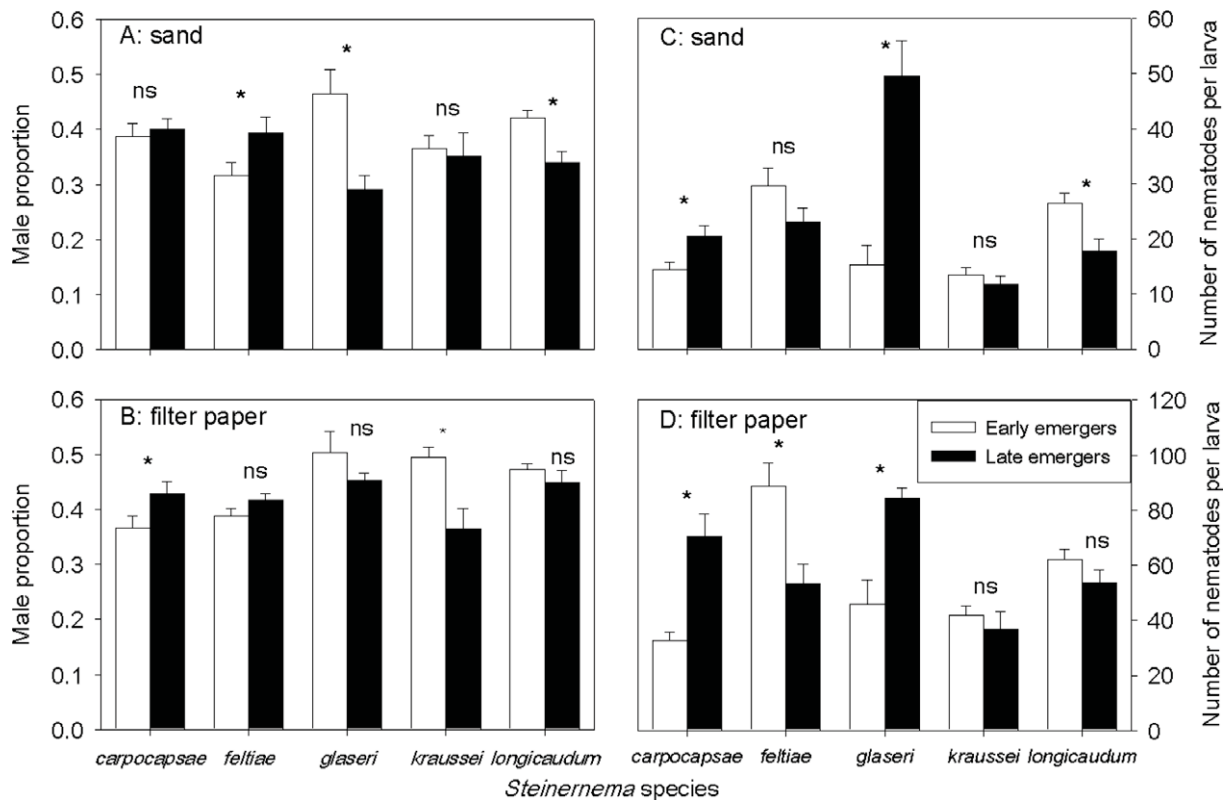 A: sand
0.6
0.5
0.4
0.3
0.2
0.1
0.0
Male proportion
ns
*
*
ns
*
C: sand
60
50
40
30
20
10
0
Number of nematodes per larva
*
ns
*
ns
*
B: filter paper
0.6
0.5
0.4
0.3
0.2
0.1
0.0
Male proportion
*
ns
ns
*
ns
carpocapsae feltiae glaseri kraussei longicaudum
D: filter paper
120
100
80
60
40
20
0
Number of nematodes per larva
Early emergers
Late emergers
*
*
*
ns
ns
carpocapsae feltiae glaseri kraussei longicaudum
Steinernema species